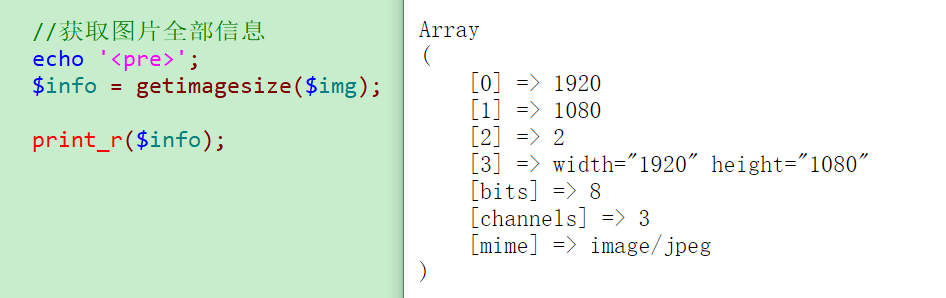 //获取图片全部信息
echo '<pre>';
$info = getimagesize($img);
print_r($info);
Array
(
    [0] => 1920
    [1] => 1080
    [2] => 2
    [3] => width="1920" height="1080"
    [bits] => 8
    [channels] => 3
    [mime] => image/jpeg
)